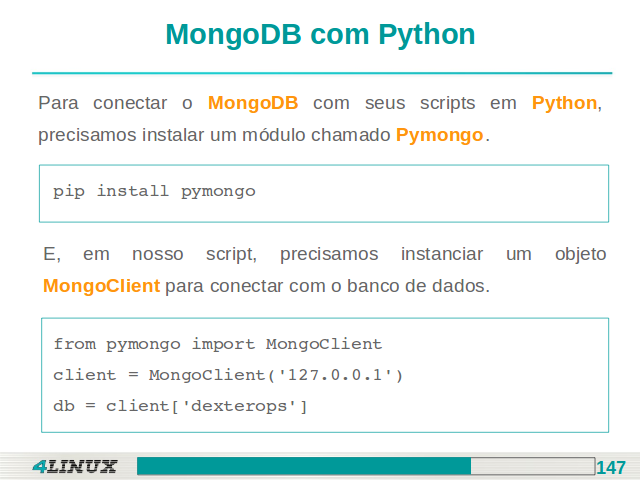 MongoDB com Python
Para conectar o MongoDB com seus scripts em Python,
precisamos instalar um módulo chamado Pymongo.
pip install pymongo
E, em nosso script, precisamos instanciar um objeto
MongoClient para conectar com o banco de dados.
from pymongo import MongoClient
client = MongoClient('127.0.0.1')
db = client['dexterops']
4LINUX
147